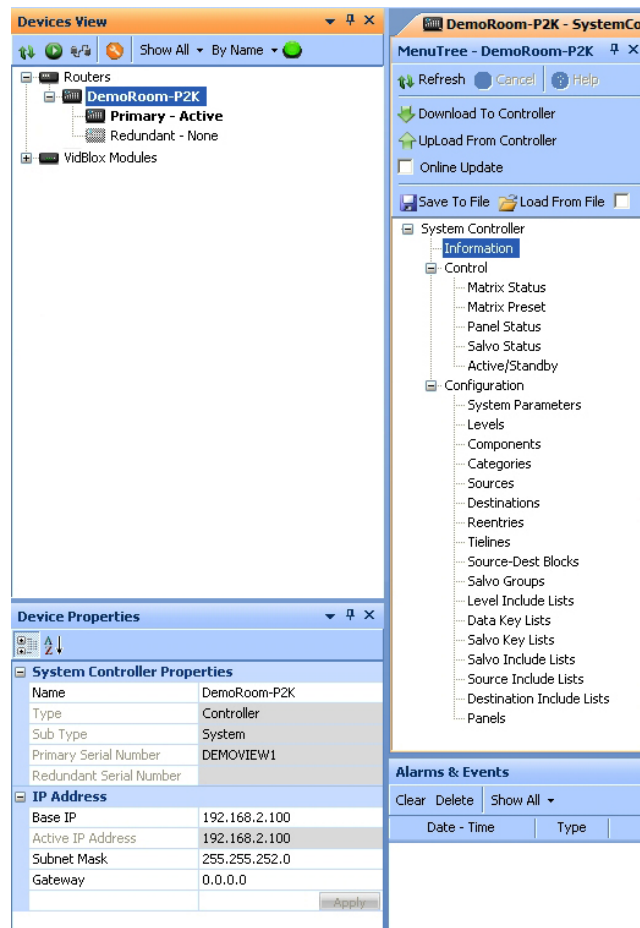 Devices View
Show All
By Name
Routers
DemoRoom-P2K
Primary - Active
Redundant - None
VidBlox Modules
Device Properties
System Controller Properties
Name DemoRoom-P2K
Type Controller
Sub Type System
Primary Serial Number DEMOVIEW1
Redundant Serial Number
IP Address
Base IP 192.168.2.100
Active IP Address 192.168.2.100
Subnet Mask 255.255.252.0
Gateway 0.0.0.0
Apply
DemoRoom-P2K - SystemCo
MenuTree - DemoRoom-P2K
Refresh Cancel Help
Download To Controller
UpLoad From Controller
Online Update
Save To File Load From File
System Controller
Information
Control
Matrix Status
Matrix Preset
Panel Status
Salvo Status
Active/Standby
Configuration
System Parameters
Levels
Components
Categories
Sources
Destinations
Reentries
Tielines
Source-Dest Blocks
Salvo Groups
Level Include Lists
Data Key Lists
Salvo Key Lists
Salvo Include Lists
Source Include Lists
Destination Include Lists
Panels
Alarms & Events
Clear Delete Show All
Date - Time Type